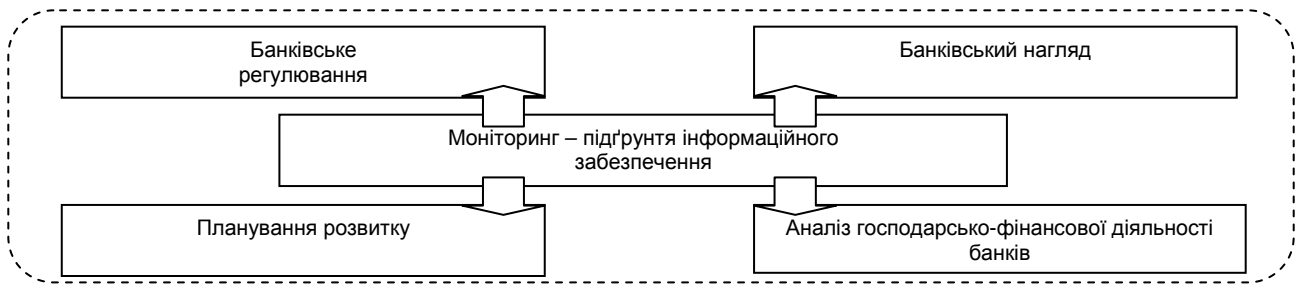 Банківське
регулювання
Банківський нагляд
Моніторинг – підґрунтя інформаційного
забезпечення
Планування розвитку
Аналіз господарсько-фінансової діяльності
банків